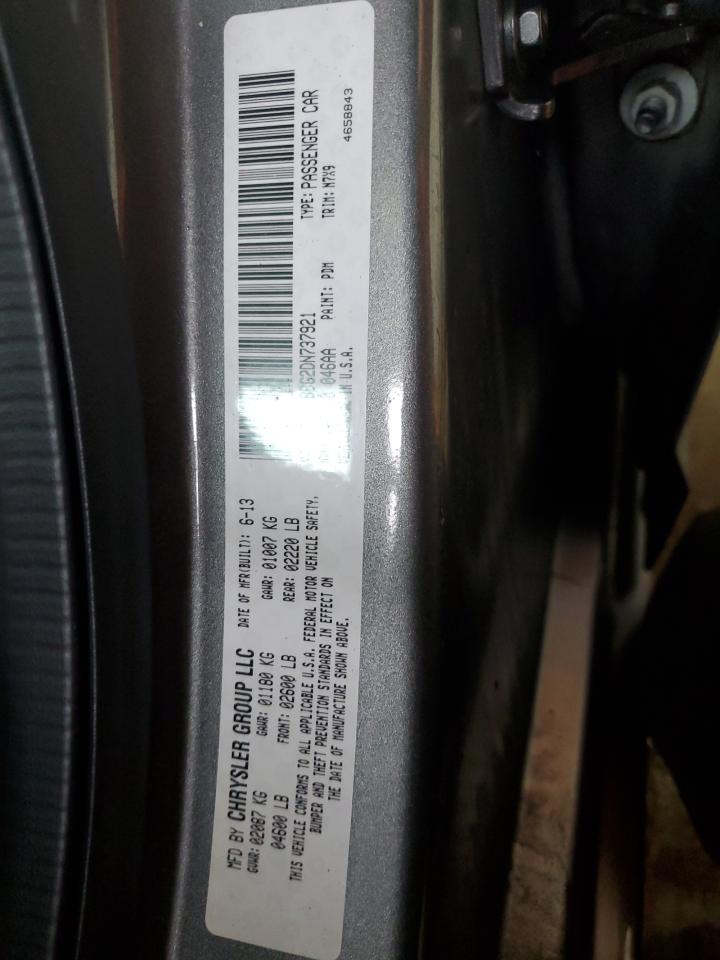 MFD BY CHRYSLER GROUP LLC DATE OF MFR(BUILT): 6-13
GVWR: 02087 KG GAWR: 01180 KG GAWR: 01007 KG
04600 LB FRONT: 02600 LB REAR: 02220 LB
THIS VEHICLE CONFORMS TO ALL APPLICABLE U.S.A. FEDERAL MOTOR VEHICLE SAFETY,
BUMPER AND THEFT PREVENTION STANDARDS IN EFFECT ON
THE DATE OF MANUFACTURE SHOWN ABOVE.
G2DN737921 TYPE: PASSENGER CAR
046AA PAINT: PDM TRIM: N7X9
IN U.S.A.
4658843